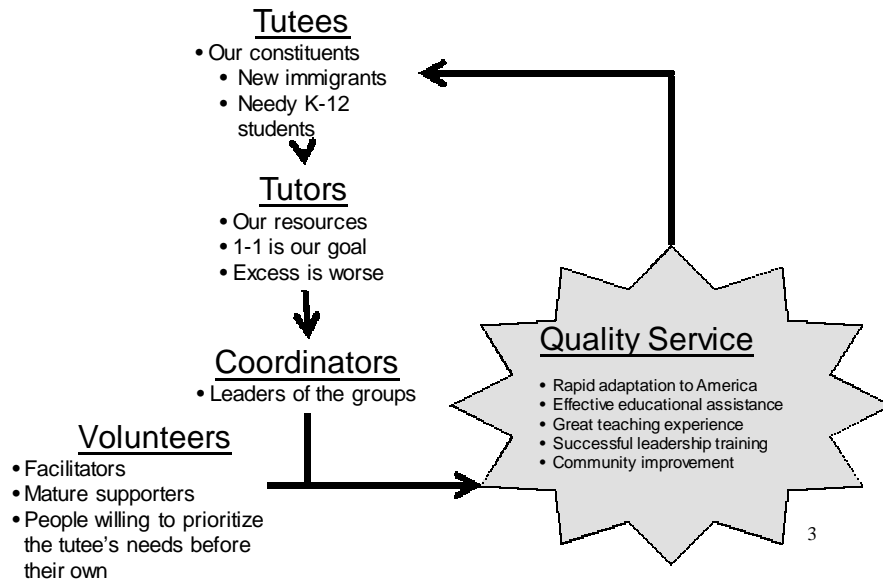 Tutees
• Our constituents
• New immigrants
• Needy K-12
students
Tutors
• Our resources
• 1-1 is our goal
• Excess is worse
Coordinators
• Leaders of the groups
Volunteers
• Facilitators
• Mature supporters
• People willing to prioritize
the tutee's needs before
their own
Quality Service
• Rapid adaptation to America
• Effective educational assistance
• Great teaching experience
• Successful leadership training
• Community improvement
3